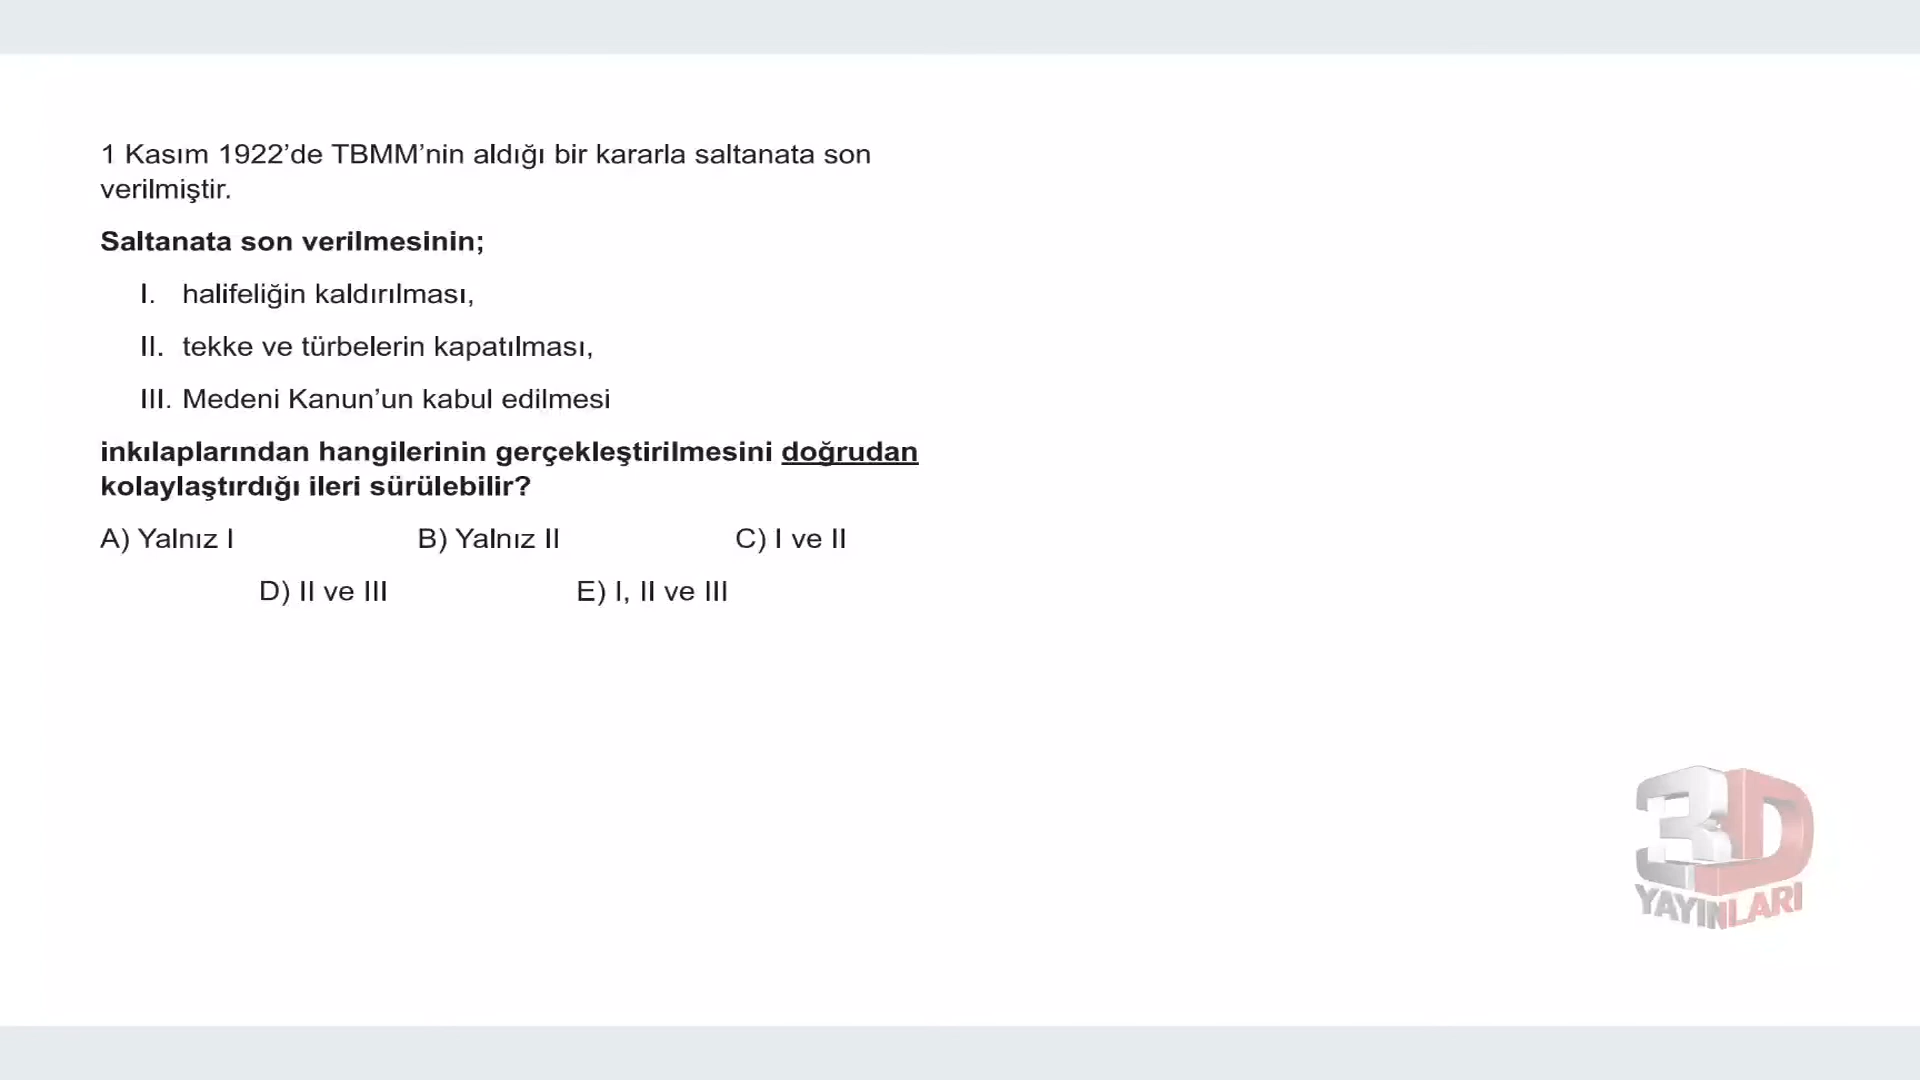 1 Kasım 1922’de TBMM’nin aldığı bir kararla saltanata son
verilmiştir.
Saltanata son verilmesinin;
I. halifeliğin kaldırılması,
II. tekke ve türbelerin kapatılması,
III. Medeni Kanun’un kabul edilmesi
inkılaplarından hangilerinin gerçekleştirilmesini doğrudan
kolaylaştırdığı ileri sürülebilir?
A) Yalnız I B) Yalnız II C) I ve II
D) II ve III E) I, II ve III
3D
YAYINLARI